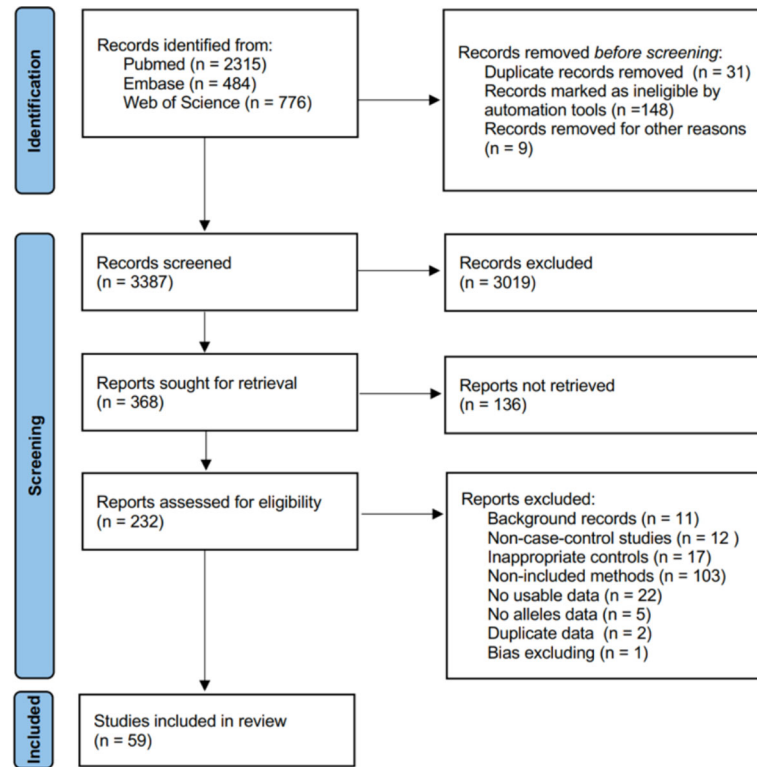 Identification
Records identified from:
Pubmed (n = 2315)
Embase (n = 484)
Web of Science (n = 776)
Records removed before screening:
Duplicate records removed (n = 31)
Records marked as ineligible by
automation tools (n =148)
Records removed for other reasons
(n = 9)
Screening
Records screened
(n = 3387)
Records excluded
(n = 3019)
Reports sought for retrieval
(n = 368)
Reports not retrieved
(n = 136)
Reports assessed for eligibility
(n = 232)
Reports excluded:
Background records (n = 11)
Non-case-control studies (n = 12 )
Inappropriate controls (n = 17)
Non-included methods (n = 103)
No usable data (n = 22)
No alleles data (n = 5)
Duplicate data (n = 2)
Bias excluding (n = 1)
Included
Studies included in review
(n = 59)